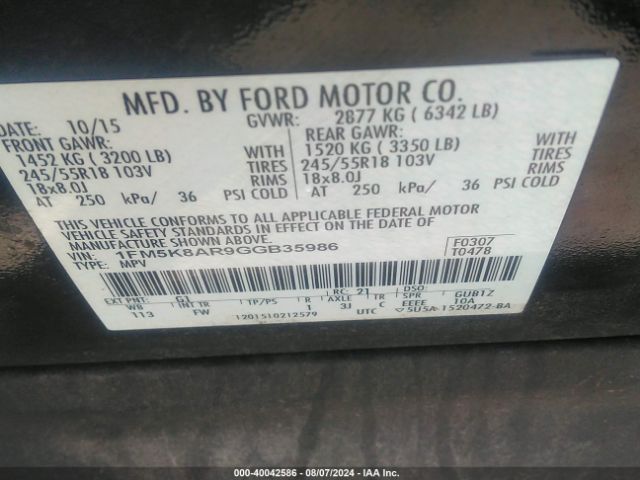 MFD. BY FORD MOTOR CO.
DATE: 10/15 GVWR: 2877 KG ( 6342 LB)
FRONT GAWR: REAR GAWR:
1452 KG ( 3200 LB) WITH 1520 KG ( 3350 LB) WITH
245/55R18 103V TIRES 245/55R18 103V TIRES
18x8.0J RIMS 18x8.0J RIMS
AT 250 kPa/ 36 PSI COLD AT 250 kPa/ 36 PSI COLD
THIS VEHICLE CONFORMS TO ALL APPLICABLE FEDERAL MOTOR
VEHICLE SAFETY STANDARDS IN EFFECT ON THE DATE OF
MANUFACTURE SHOWN ABOVE.
VIN: 1FM5K8AR9GGB35986 F0307
TYPE: MPV T0478
EXT PNT: G1 RC: 21 DSO:
WB INT TR TP/PS R AXLE TR SPR GUB1Z
113 FW 1 3J C EEEE 10A
1201510212579 UTC ▽5U5A-1520472-BA
000-40042586 - 08/07/2024 - IAA Inc.